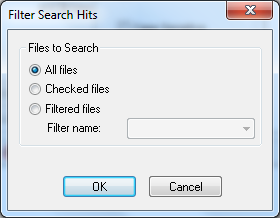 Filter Search Hits
Files to Search
All files
Checked files
Filtered files
Filter name:
OK
Cancel